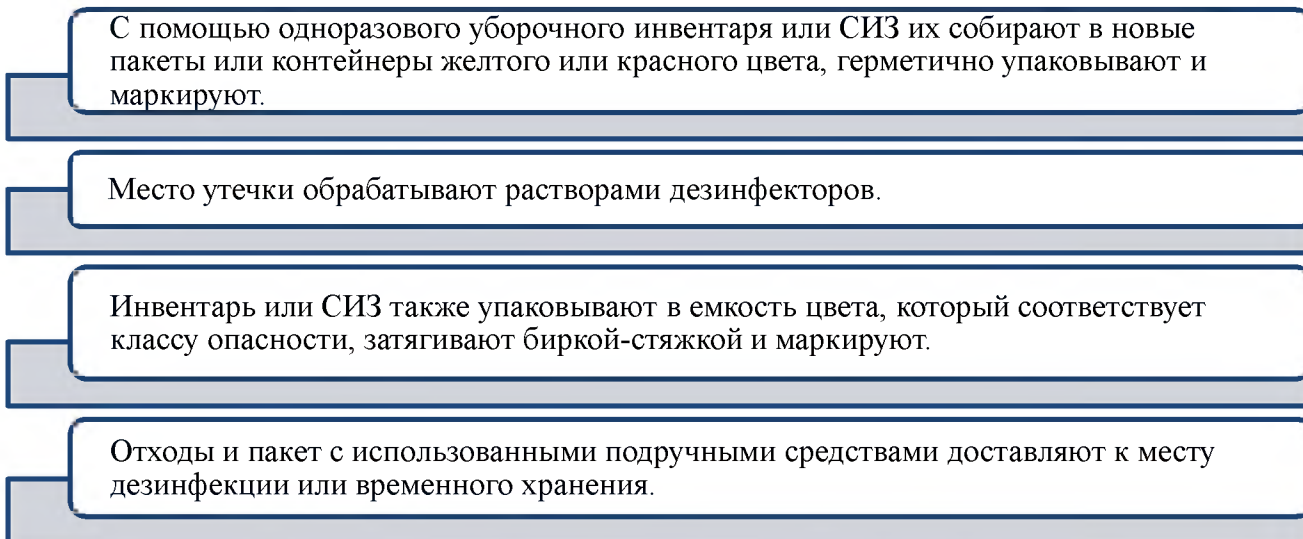 С помощью одноразового уборочного инвентаря или СИЗ их собирают в новые
пакеты или контейнеры желтого или красного цвета, герметично упаковывают и
маркируют.
Место утечки обрабатывают растворами дезинфекторов.
Инвентарь или СИЗ также упаковывают в емкость цвета, который соответствует
классу опасности, затягивают биркой-стяжкой и маркируют.
Отходы и пакет с использованными подручными средствами доставляют к месту
дезинфекции или временного хранения.